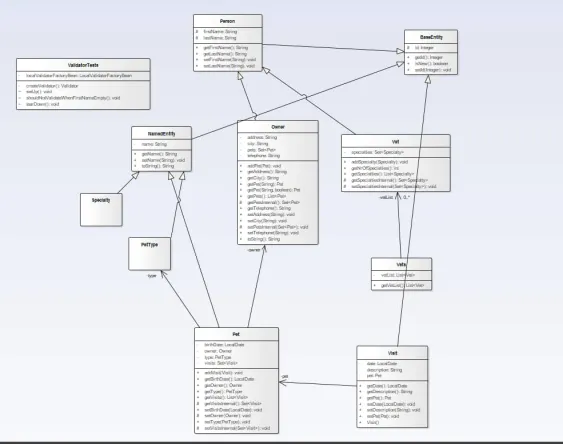 Person
# firstName: String
# lastName: String
+ getFirstName(): String
+ getLastName(): String
+ setFirstName(String): void
+ setLastName(String): void
BaseEntity
# id: Integer
+ getId(): Integer
+ isNew(): boolean
+ setId(Integer): void
ValidatorTests
localValidatorFactoryBean: LocalValidatorFactoryBean
createValidator(): Validator
setUp(): void
shouldNotValidateWhenFirstNameEmpty(): void
tearDown(): void
NamedEntity
name: String
+ getName(): String
+ setName(String): void
+ toString(): String
Owner
- address: String
- city: String
- pets: Set<Pet>
- telephone: String
+ addPet(Pet): void
+ getAddress(): String
+ getCity(): String
+ getPet(String): Pet
+ getPet(String, boolean): Pet
+ getPets(): List<Pet>
# getPetsInternal(): Set<Pet>
+ getTelephone(): String
+ setAddress(String): void
+ setCity(String): void
# setPetsInternal(Set<Pet>): void
+ setTelephone(String): void
+ toString(): String
Vet
- specialties: Set<Specialty>
+ addSpecialty(Specialty): void
+ getNrOfSpecialties(): int
+ getSpecialties(): List<Specialty>
# getSpecialtiesInternal(): Set<Specialty>
# setSpecialtiesInternal(Set<Specialty>): void
-vetList
0..*
Specialty
PetType
-type
-owner
Vets
- vetList: List<Vet>
+ getVetList(): List<Vet>
Pet
- birthDate: LocalDate
- owner: Owner
- type: PetType
- visits: Set<Visit>
+ addVisit(Visit): void
+ getBirthDate(): LocalDate
+ getOwner(): Owner
+ getType(): PetType
+ getVisits(): List<Visit>
# getVisitsInternal(): Set<Visit>
+ setBirthDate(LocalDate): void
# setOwner(Owner): void
+ setType(PetType): void
# setVisitsInternal(Set<Visit>): void
-pet
Visit
- date: LocalDate
- description: String
- pet: Pet
+ getDate(): LocalDate
+ getDescription(): String
+ getPet(): Pet
+ setDate(LocalDate): void
+ setDescription(String): void
+ setPet(Pet): void
+ Visit()